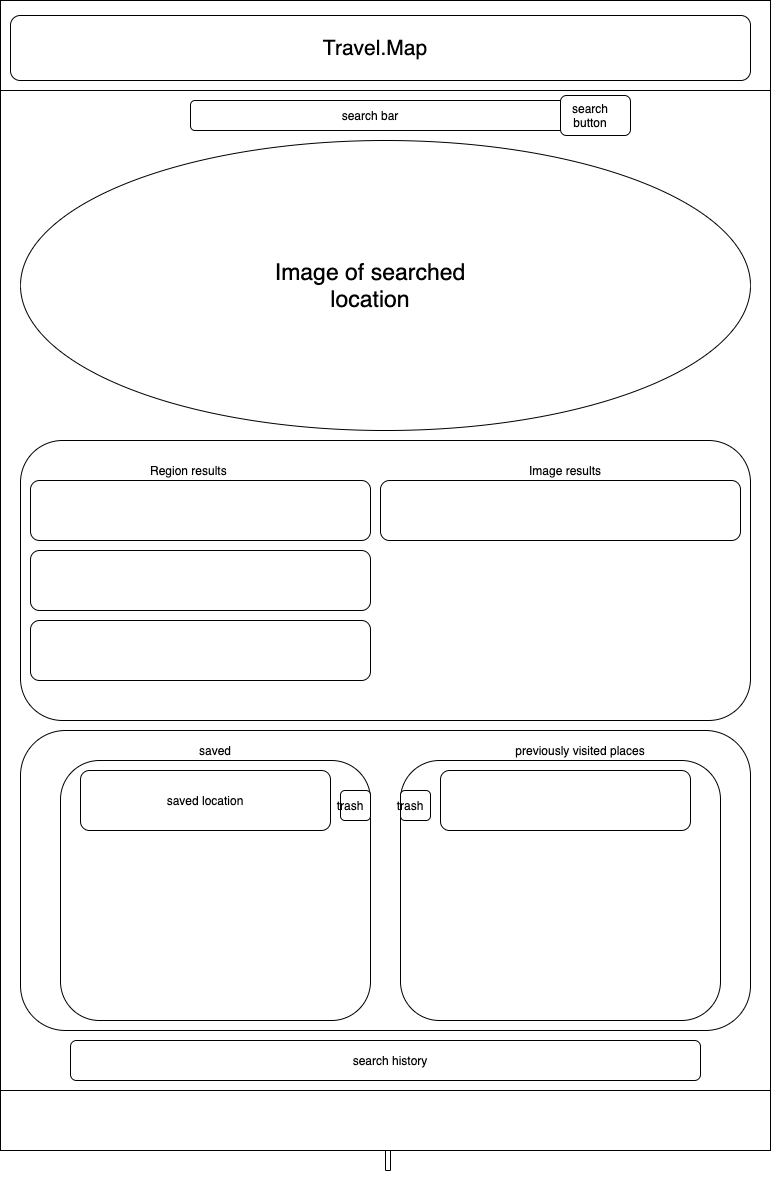 Travel.Map
search bar
search
button
Image of searched
location
Region results
Image results
saved
previously visited places
saved location
trash
trash
search history